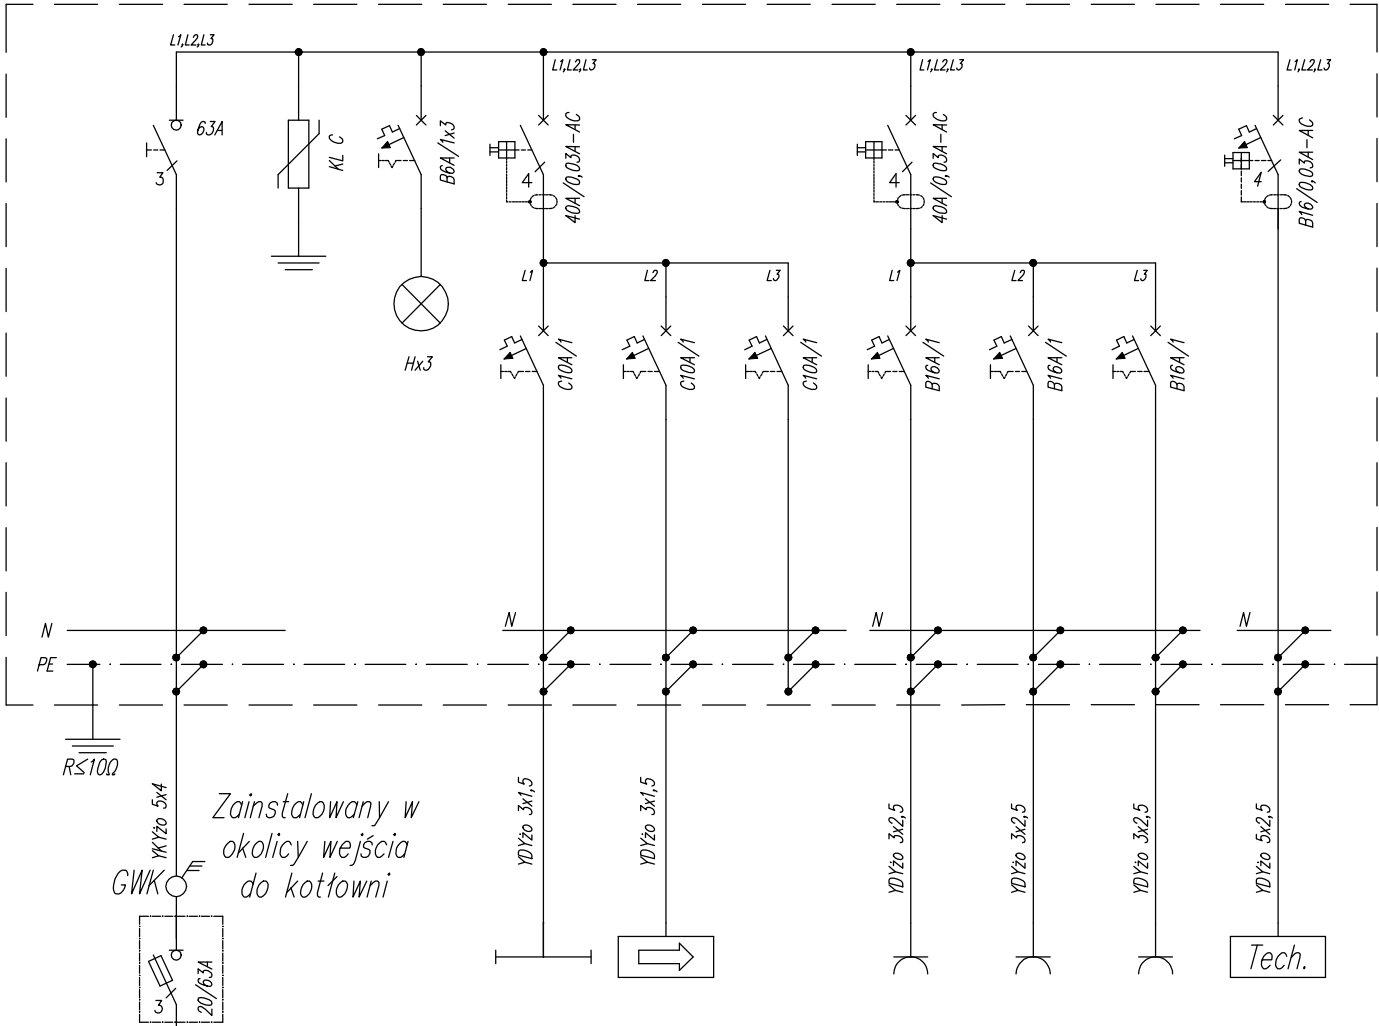 L1,L2,L3
L1,L2,L3
L1,L2,L3
L1,L2,L3
63A
3
KL C
B6A/1x3
Hx3
4
40A/0,03A-AC
4
40A/0,03A-AC
4
B16/0,03A-AC
L1
L2
L3
L1
L2
L3
C10A/1
C10A/1
C10A/1
B16A/1
B16A/1
B16A/1
N
N
N
N
PE
R≤10Ω
YKYżo 5x4
Zainstalowany w
okolicy wejścia
do kotłowni
GWK
3
20/63A
YDYżo 3x1,5
YDYżo 3x1,5
YDYżo 3x2,5
YDYżo 3x2,5
YDYżo 3x2,5
YDYżo 5x2,5
Tech.